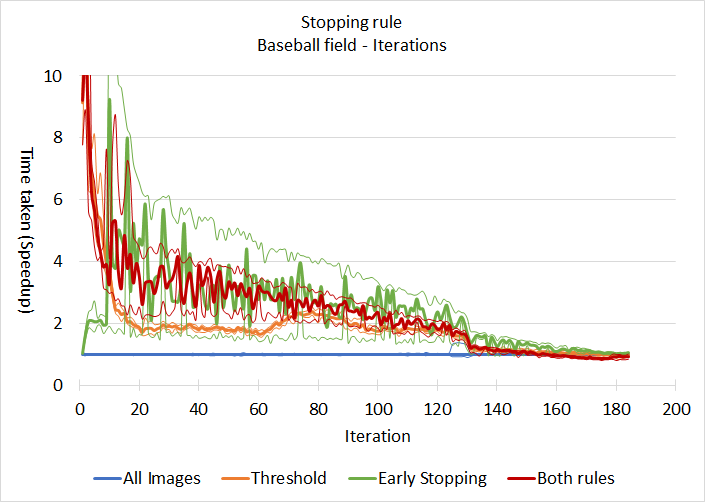 Stopping rule
Baseball field - Iterations
10
8
6
4
2
0
Time taken (Speedup)
0 20 40 60 80 100 120 140 160 180 200
Iteration
All Images Threshold Early Stopping Both rules